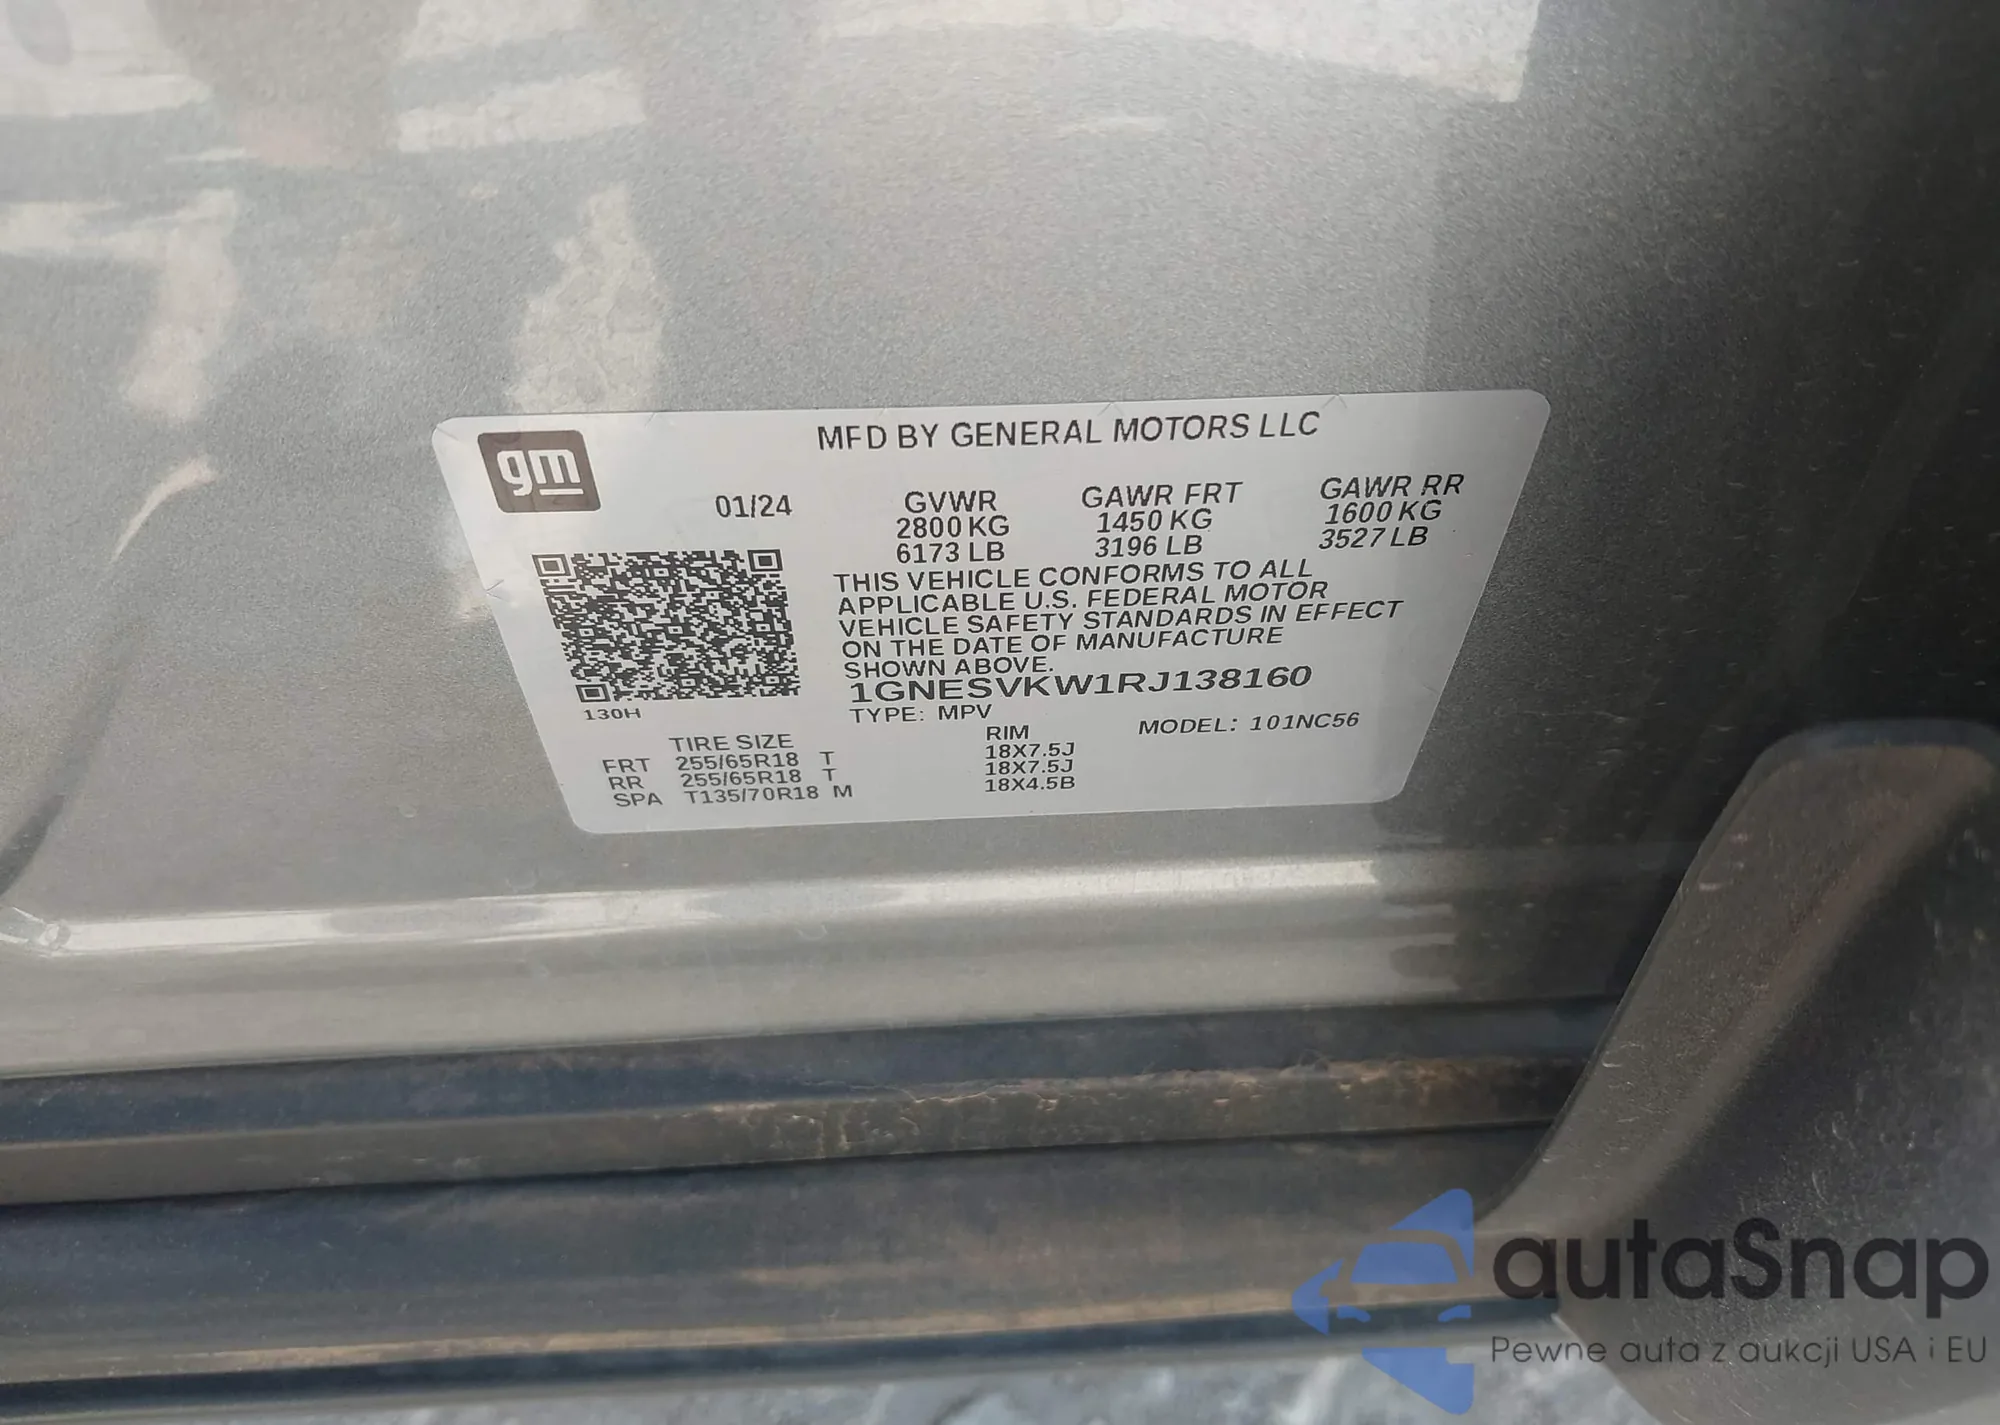 gm
MFD BY GENERAL MOTORS LLC
01/24
GVWR
2800 KG
6173 LB
GAWR FRT
1450 KG
3196 LB
GAWR RR
1600 KG
3527 LB
THIS VEHICLE CONFORMS TO ALL
APPLICABLE U.S. FEDERAL MOTOR
VEHICLE SAFETY STANDARDS IN EFFECT
ON THE DATE OF MANUFACTURE
SHOWN ABOVE.
1GNESVKW1RJ138160
TYPE: MPV
MODEL: 101NC56
130H
TIRE SIZE
RIM
FRT 255/65R18 T 18X7.5J
RR 255/65R18 T 18X7.5J
SPA T135/70R18 M 18X4.5B
autaSnap
Pewne auta z aukcji USA i EU